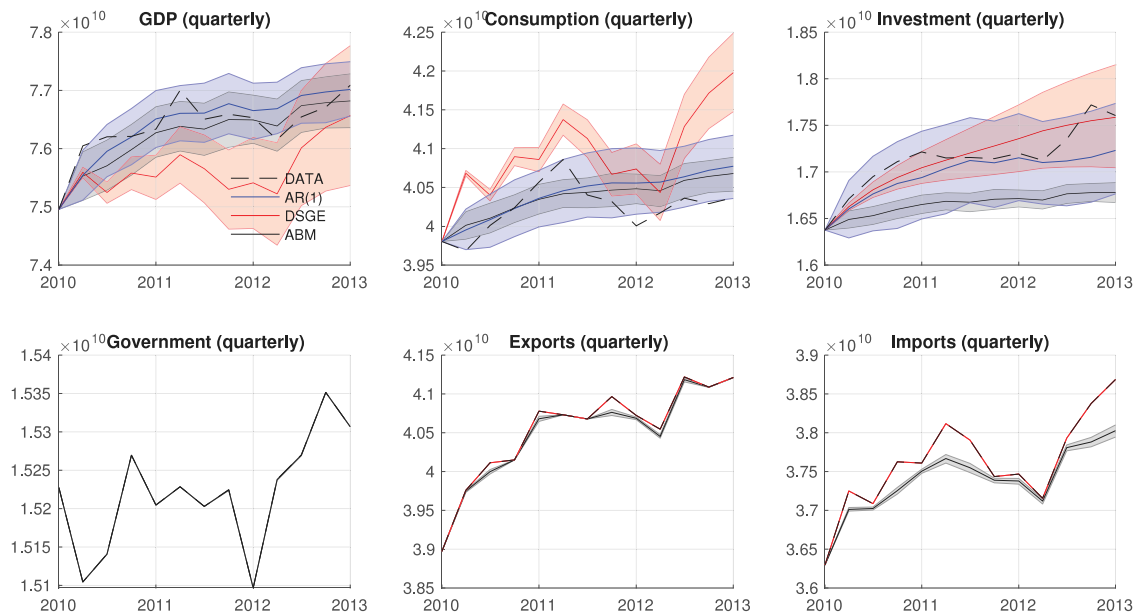 ×10^10 GDP (quarterly)
7.8
7.7
7.6
7.5
7.4
2010 2011 2012 2013
DATA
AR(1)
DSGE
ABM
×10^10 Consumption (quarterly)
4.25
4.20
4.15
4.10
4.05
4
3.95
2010 2011 2012 2013
×10^10 Investment (quarterly)
1.85
1.8
1.75
1.7
1.65
1.6
2010 2011 2012 2013
×10^10 Government (quarterly)
1.540
1.535
1.530
1.525
1.520
1.515
1.510
2010 2011 2012 2013
×10^10 Exports (quarterly)
4.15
4.1
4.05
4
3.95
3.9
3.85
2010 2011 2012 2013
×10^10 Imports (quarterly)
3.9
3.85
3.8
3.75
3.7
3.65
3.6
2010 2011 2012 2013